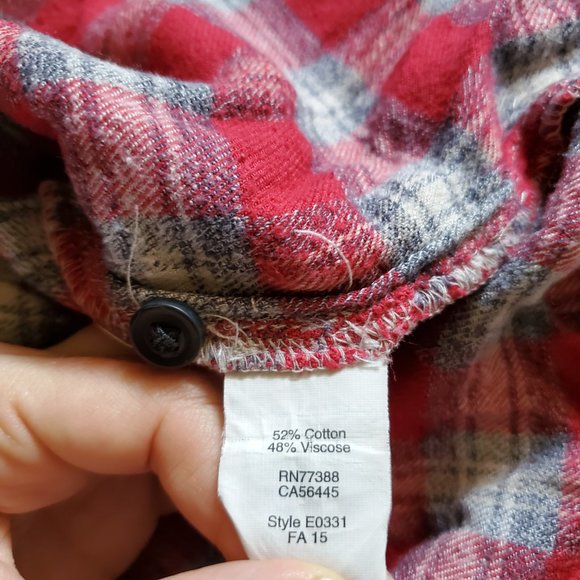 52% Cotton
48% Viscose
RN77388
CA56445
Style E0331
FA 15